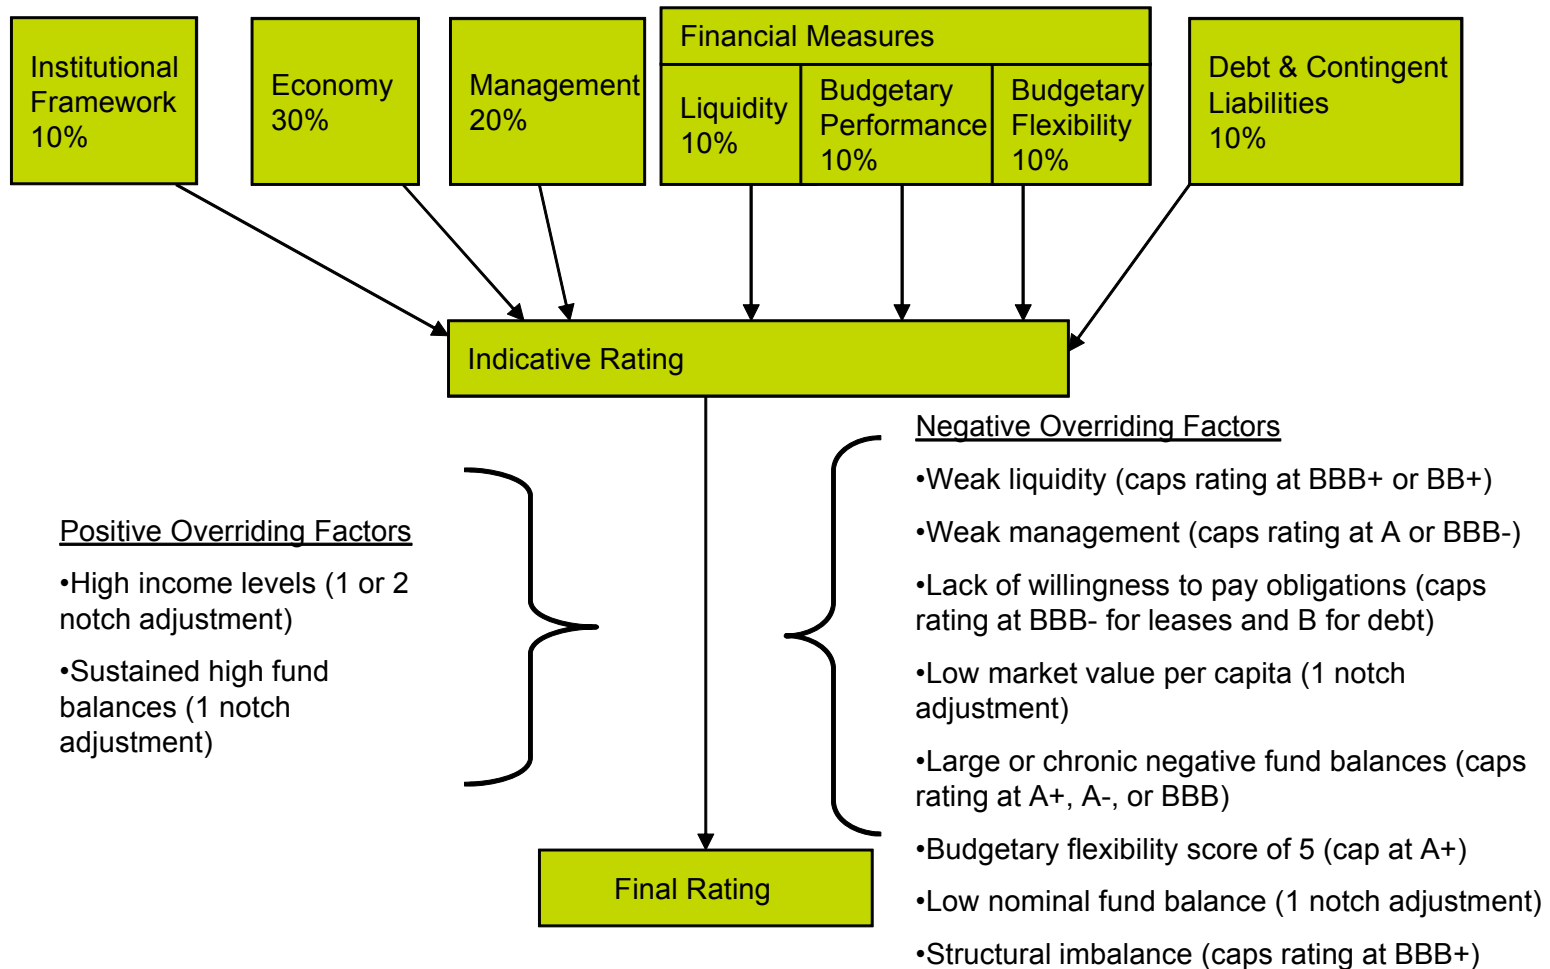 Institutional
Framework
10%
Economy
30%
Management
20%
Financial Measures
Liquidity
10%
Budgetary
Performance
10%
Budgetary
Flexibility
10%
Debt & Contingent
Liabilities
10%
Indicative Rating
Positive Overriding Factors
•High income levels (1 or 2
notch adjustment)
•Sustained high fund
balances (1 notch
adjustment)
Negative Overriding Factors
•Weak liquidity (caps rating at BBB+ or BB+)
•Weak management (caps rating at A or BBB-)
•Lack of willingness to pay obligations (caps
rating at BBB- for leases and B for debt)
•Low market value per capita (1 notch
adjustment)
•Large or chronic negative fund balances (caps
rating at A+, A-, or BBB)
•Budgetary flexibility score of 5 (cap at A+)
•Low nominal fund balance (1 notch adjustment)
•Structural imbalance (caps rating at BBB+)
Final Rating